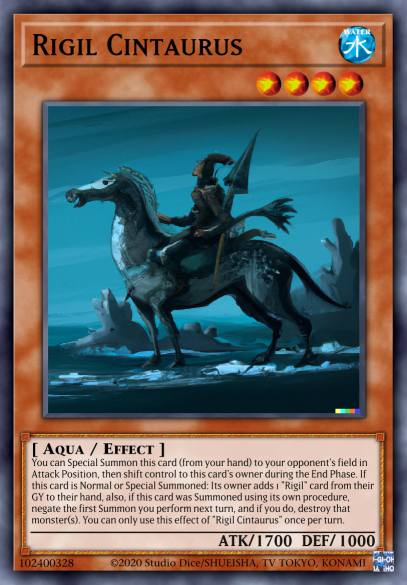 Rigil Cintaurus
WATER
水
[ Aqua / Effect ]
You can Special Summon this card (from your hand) to your opponent's field in
Attack Position, then shift control to this card's owner during the End Phase. If
this card is Normal or Special Summoned: Its owner adds 1 "Rigil" card from their
GY to their hand, also, if this card was Summoned using its own procedure,
negate the first Summon you perform next turn, and if you do, destroy that
monster(s). You can only use this effect of "Rigil Cintaurus" once per turn.
ATK/1700 DEF/1000
102400328 ©2020 Studio Dice/SHUEISHA, TV TOKYO, KONAMI